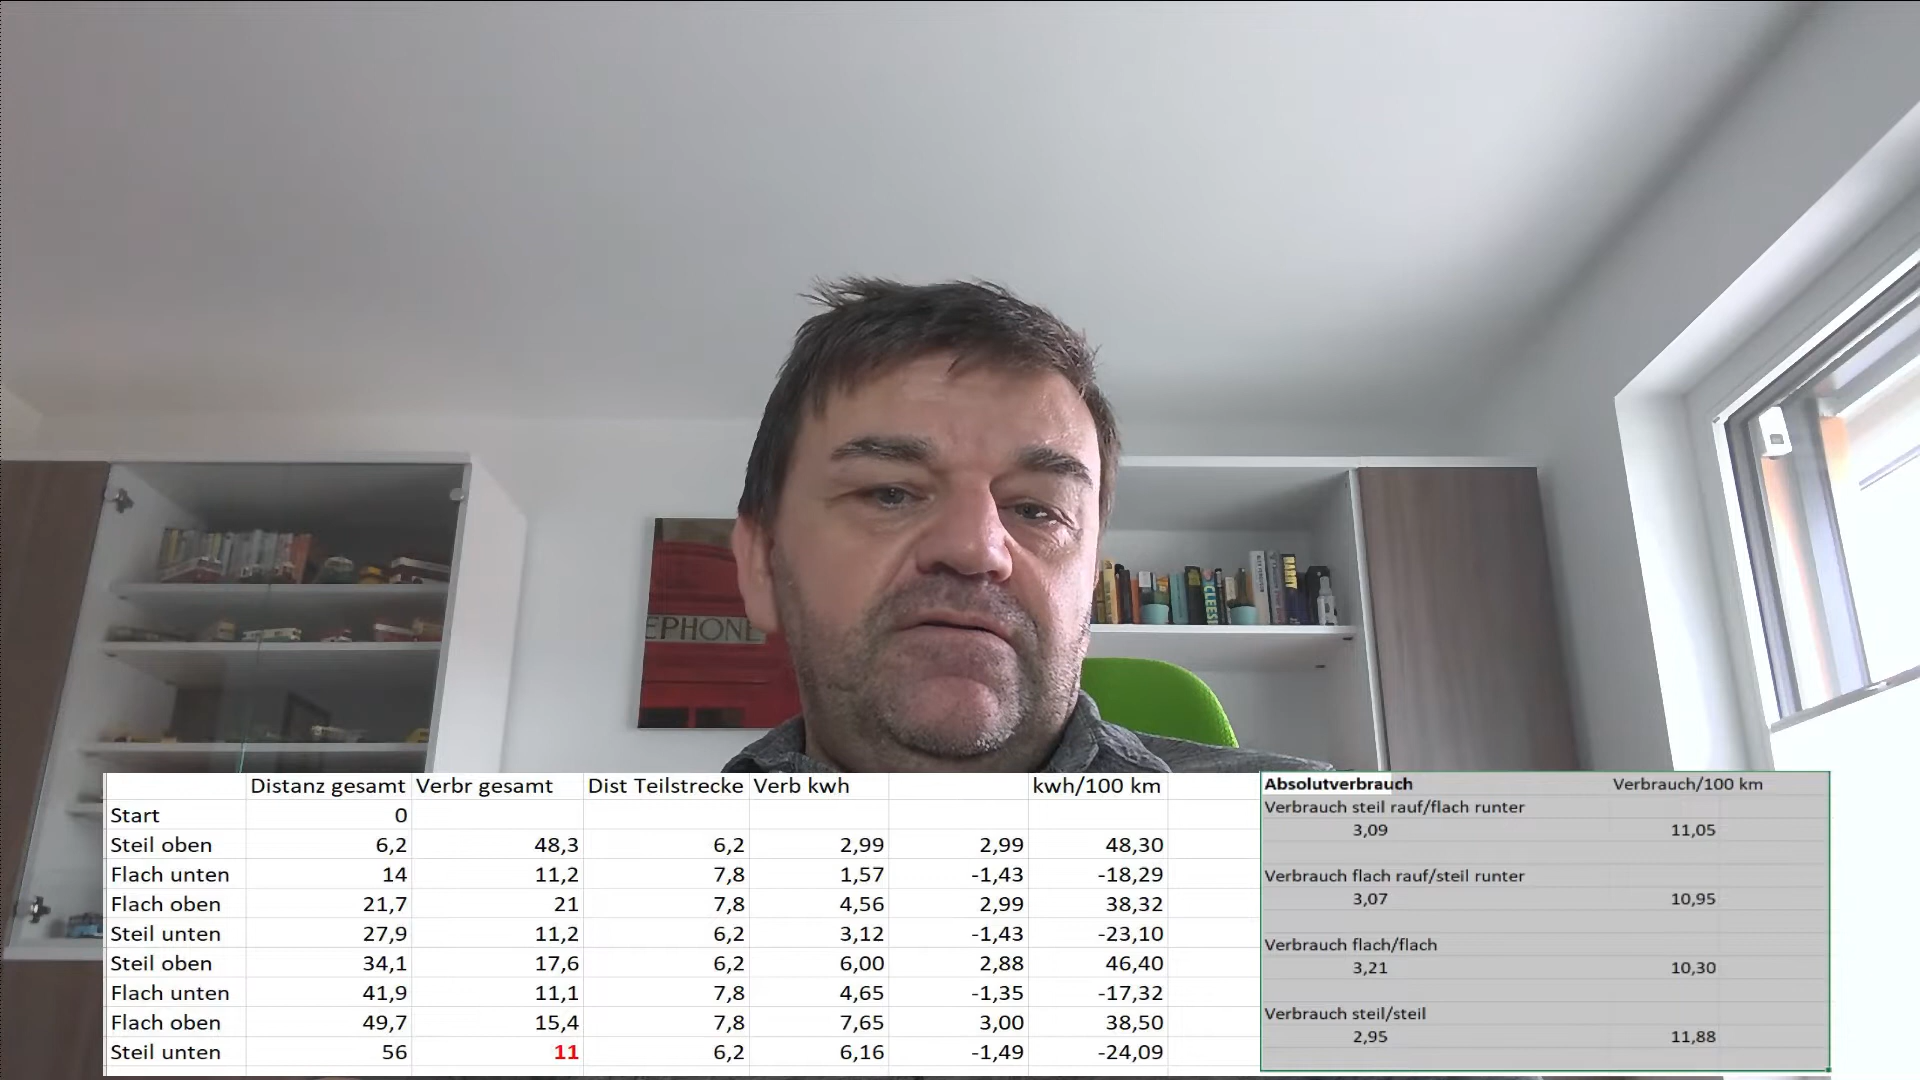 EPHONE
CLEESE
Distanz gesamt Verbr gesamt Dist Teilstrecke Verb kwh kwh/100 km
Start 0
Steil oben 6,2 48,3 6,2 2,99 2,99 48,30
Flach unten 14 11,2 7,8 1,57 -1,43 -18,29
Flach oben 21,7 21 7,8 4,56 2,99 38,32
Steil unten 27,9 11,2 6,2 3,12 -1,43 -23,10
Steil oben 34,1 17,6 6,2 6,00 2,88 46,40
Flach unten 41,9 11,1 7,8 4,65 -1,35 -17,32
Flach oben 49,7 15,4 7,8 7,65 3,00 38,50
Steil unten 56 11 6,2 6,16 -1,49 -24,09
Absolutverbrauch Verbrauch/100 km
Verbrauch steil rauf/flach runter
3,09 11,05
Verbrauch flach rauf/steil runter
3,07 10,95
Verbrauch flach/flach
3,21 10,30
Verbrauch steil/steil
2,95 11,88